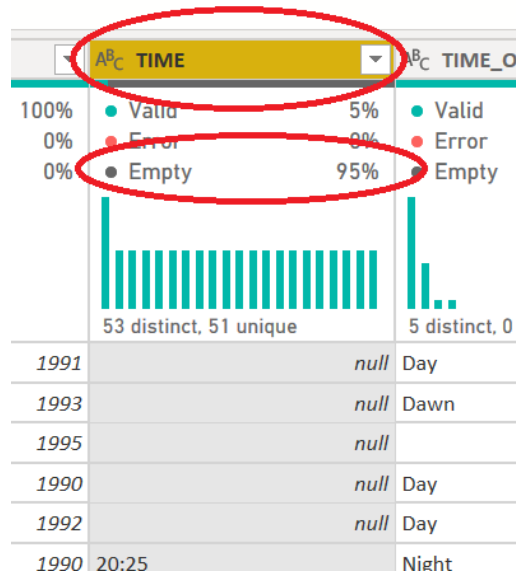 ABC TIME ABC TIME_O
100% Valid 5% Valid
0% Error 0% Error
0% Empty 95% Empty
53 distinct, 51 unique 5 distinct, 0
1991 null Day
1993 null Dawn
1995 null
1990 null Day
1992 null Day
1990 20:25 Night